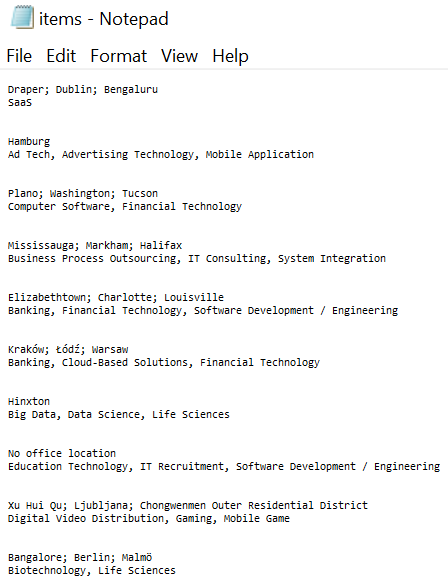 items - Notepad
File Edit Format View Help
Draper; Dublin; Bengaluru
SaaS
Hamburg
Ad Tech, Advertising Technology, Mobile Application
Plano; Washington; Tucson
Computer Software, Financial Technology
Mississauga; Markham; Halifax
Business Process Outsourcing, IT Consulting, System Integration
Elizabethtown; Charlotte; Louisville
Banking, Financial Technology, Software Development / Engineering
Kraków; Łódź; Warsaw
Banking, Cloud-Based Solutions, Financial Technology
Hinxton
Big Data, Data Science, Life Sciences
No office location
Education Technology, IT Recruitment, Software Development / Engineering
Xu Hui Qu; Ljubljana; Chongwenmen Outer Residential District
Digital Video Distribution, Gaming, Mobile Game
Bangalore; Berlin; Malmö
Biotechnology, Life Sciences